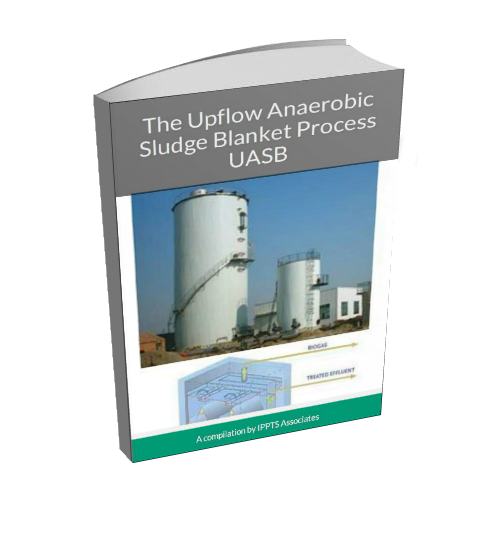 The Upflow Anaerobic
Sludge Blanket Process
UASB
BIOGAS
TREATED EFFLUENT
A compilation by IPPTS Associates